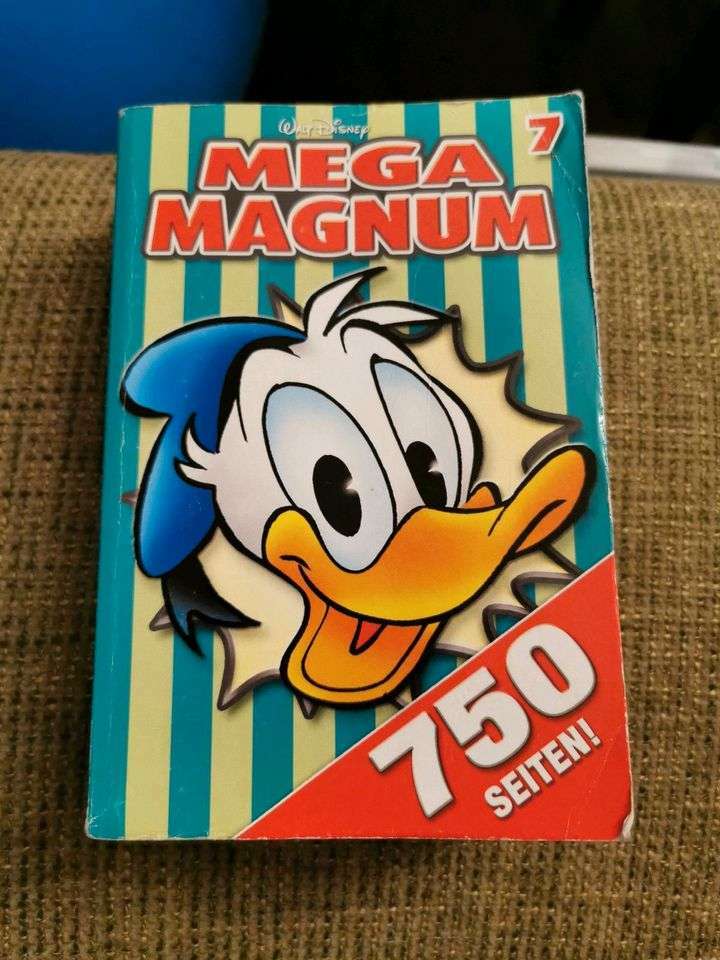 Walt Disney
7
MEGA
MAGNUM
750
SEITEN!